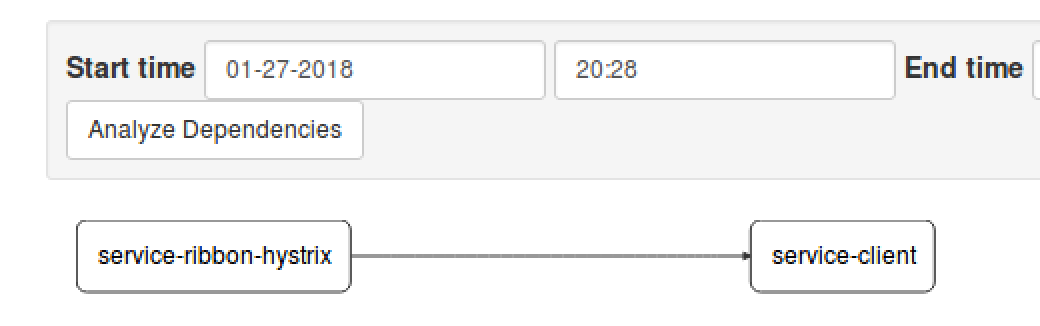 Start time 01-27-2018 20:28 End time
Analyze Dependencies
service-ribbon-hystrix service-client